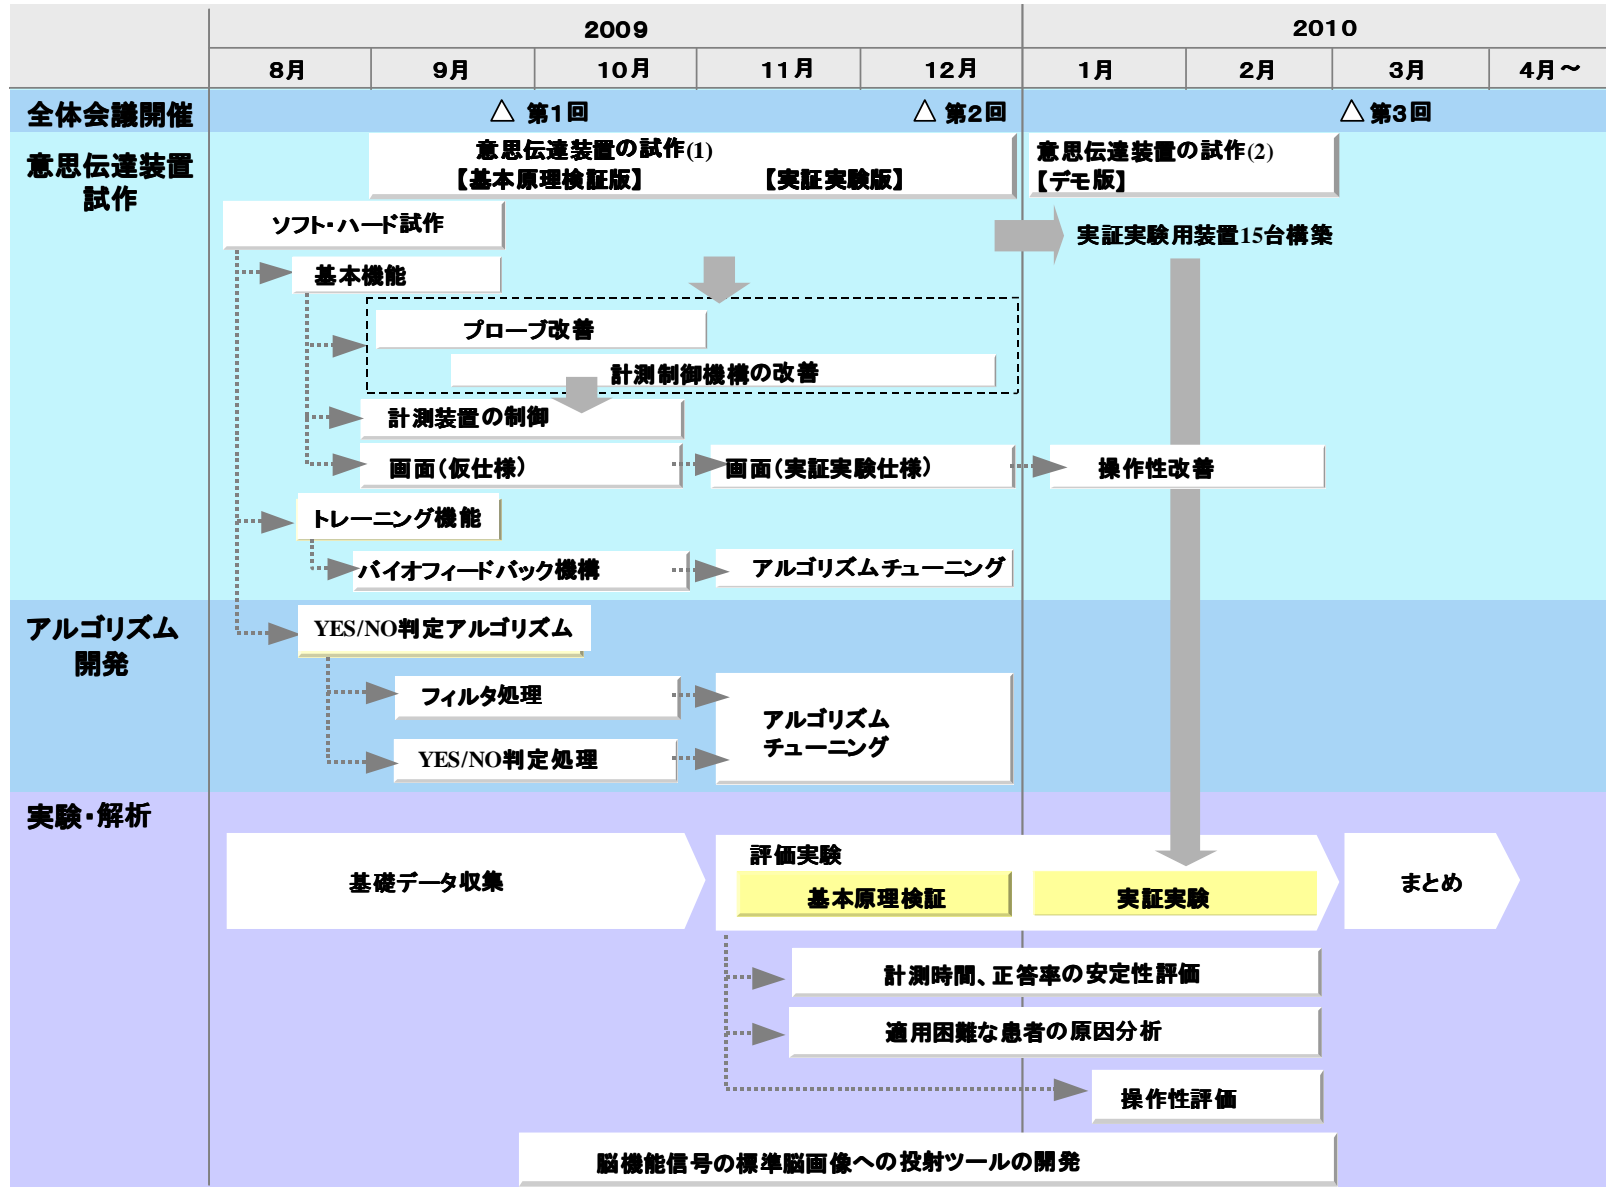 2009
2010
8月
9月
10月
11月
12月
1月
2月
3月
4月～
全体会議開催
△ 第1回
△ 第2回
△ 第3回
意思伝達装置
試作
意思伝達装置の試作(1)
【基本原理検証版】
【実証実験版】
意思伝達装置の試作(2)
【デモ版】
ソフト・ハード試作
実証実験用装置15台構築
基本機能
プローブ改善
計測制御機構の改善
計測装置の制御
画面(仮仕様)
画面(実証実験仕様)
操作性改善
トレーニング機能
バイオフィードバック機構
アルゴリズムチューニング
アルゴリズム
開発
YES/NO判定アルゴリズム
フィルタ処理
アルゴリズム
チューニング
YES/NO判定処理
実験・解析
基礎データ収集
評価実験
基本原理検証
実証実験
まとめ
計測時間、正答率の安定性評価
適用困難な患者の原因分析
操作性評価
脳機能信号の標準脳画像への投射ツールの開発